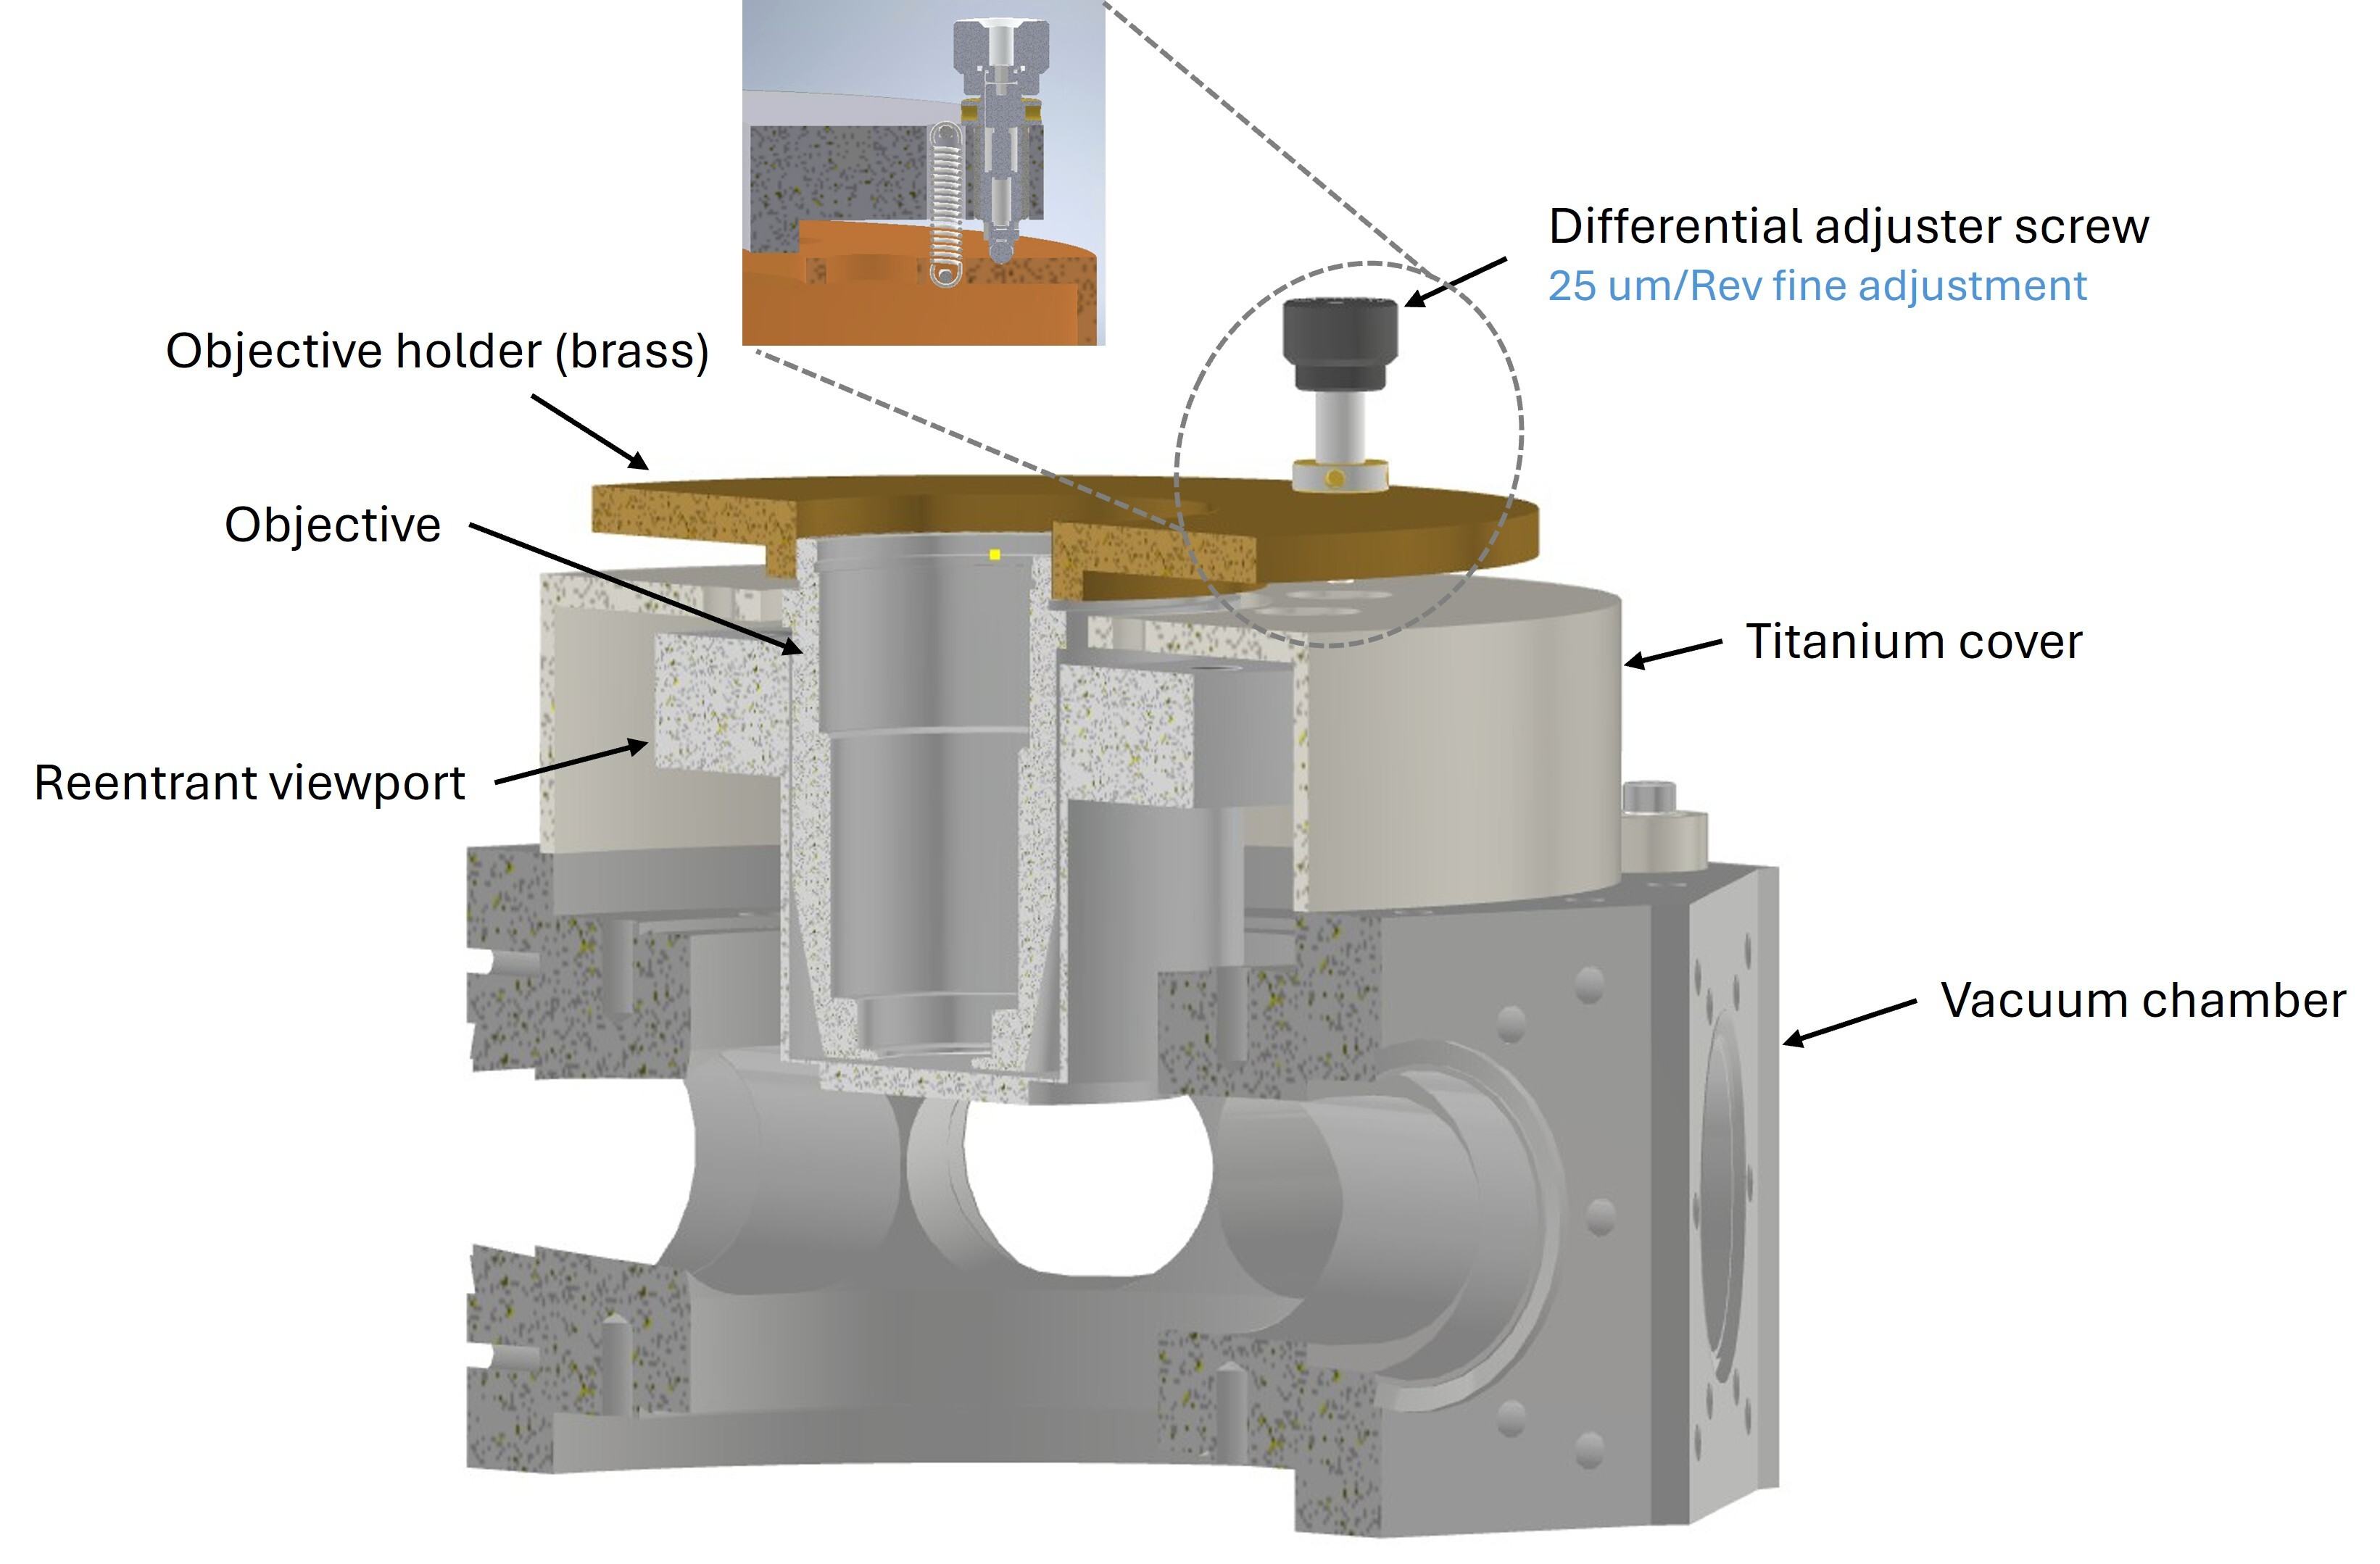 Differential adjuster screw
25 um/Rev fine adjustment
Objective holder (brass)
Objective
Titanium cover
Reentrant viewport
Vacuum chamber